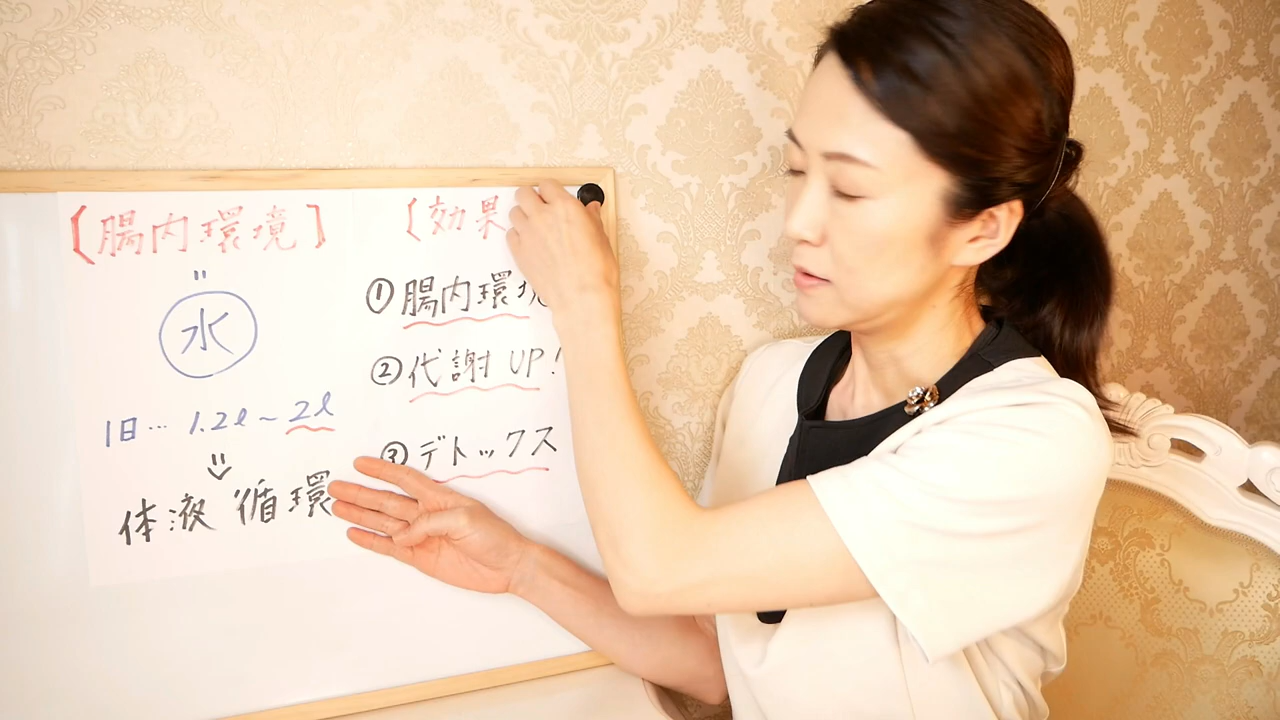 【腸内環境】
"
水
1日… 1.2ℓ～2ℓ
⇓
体液循環
【効果
①腸内環境
②代謝UP!
③デトックス